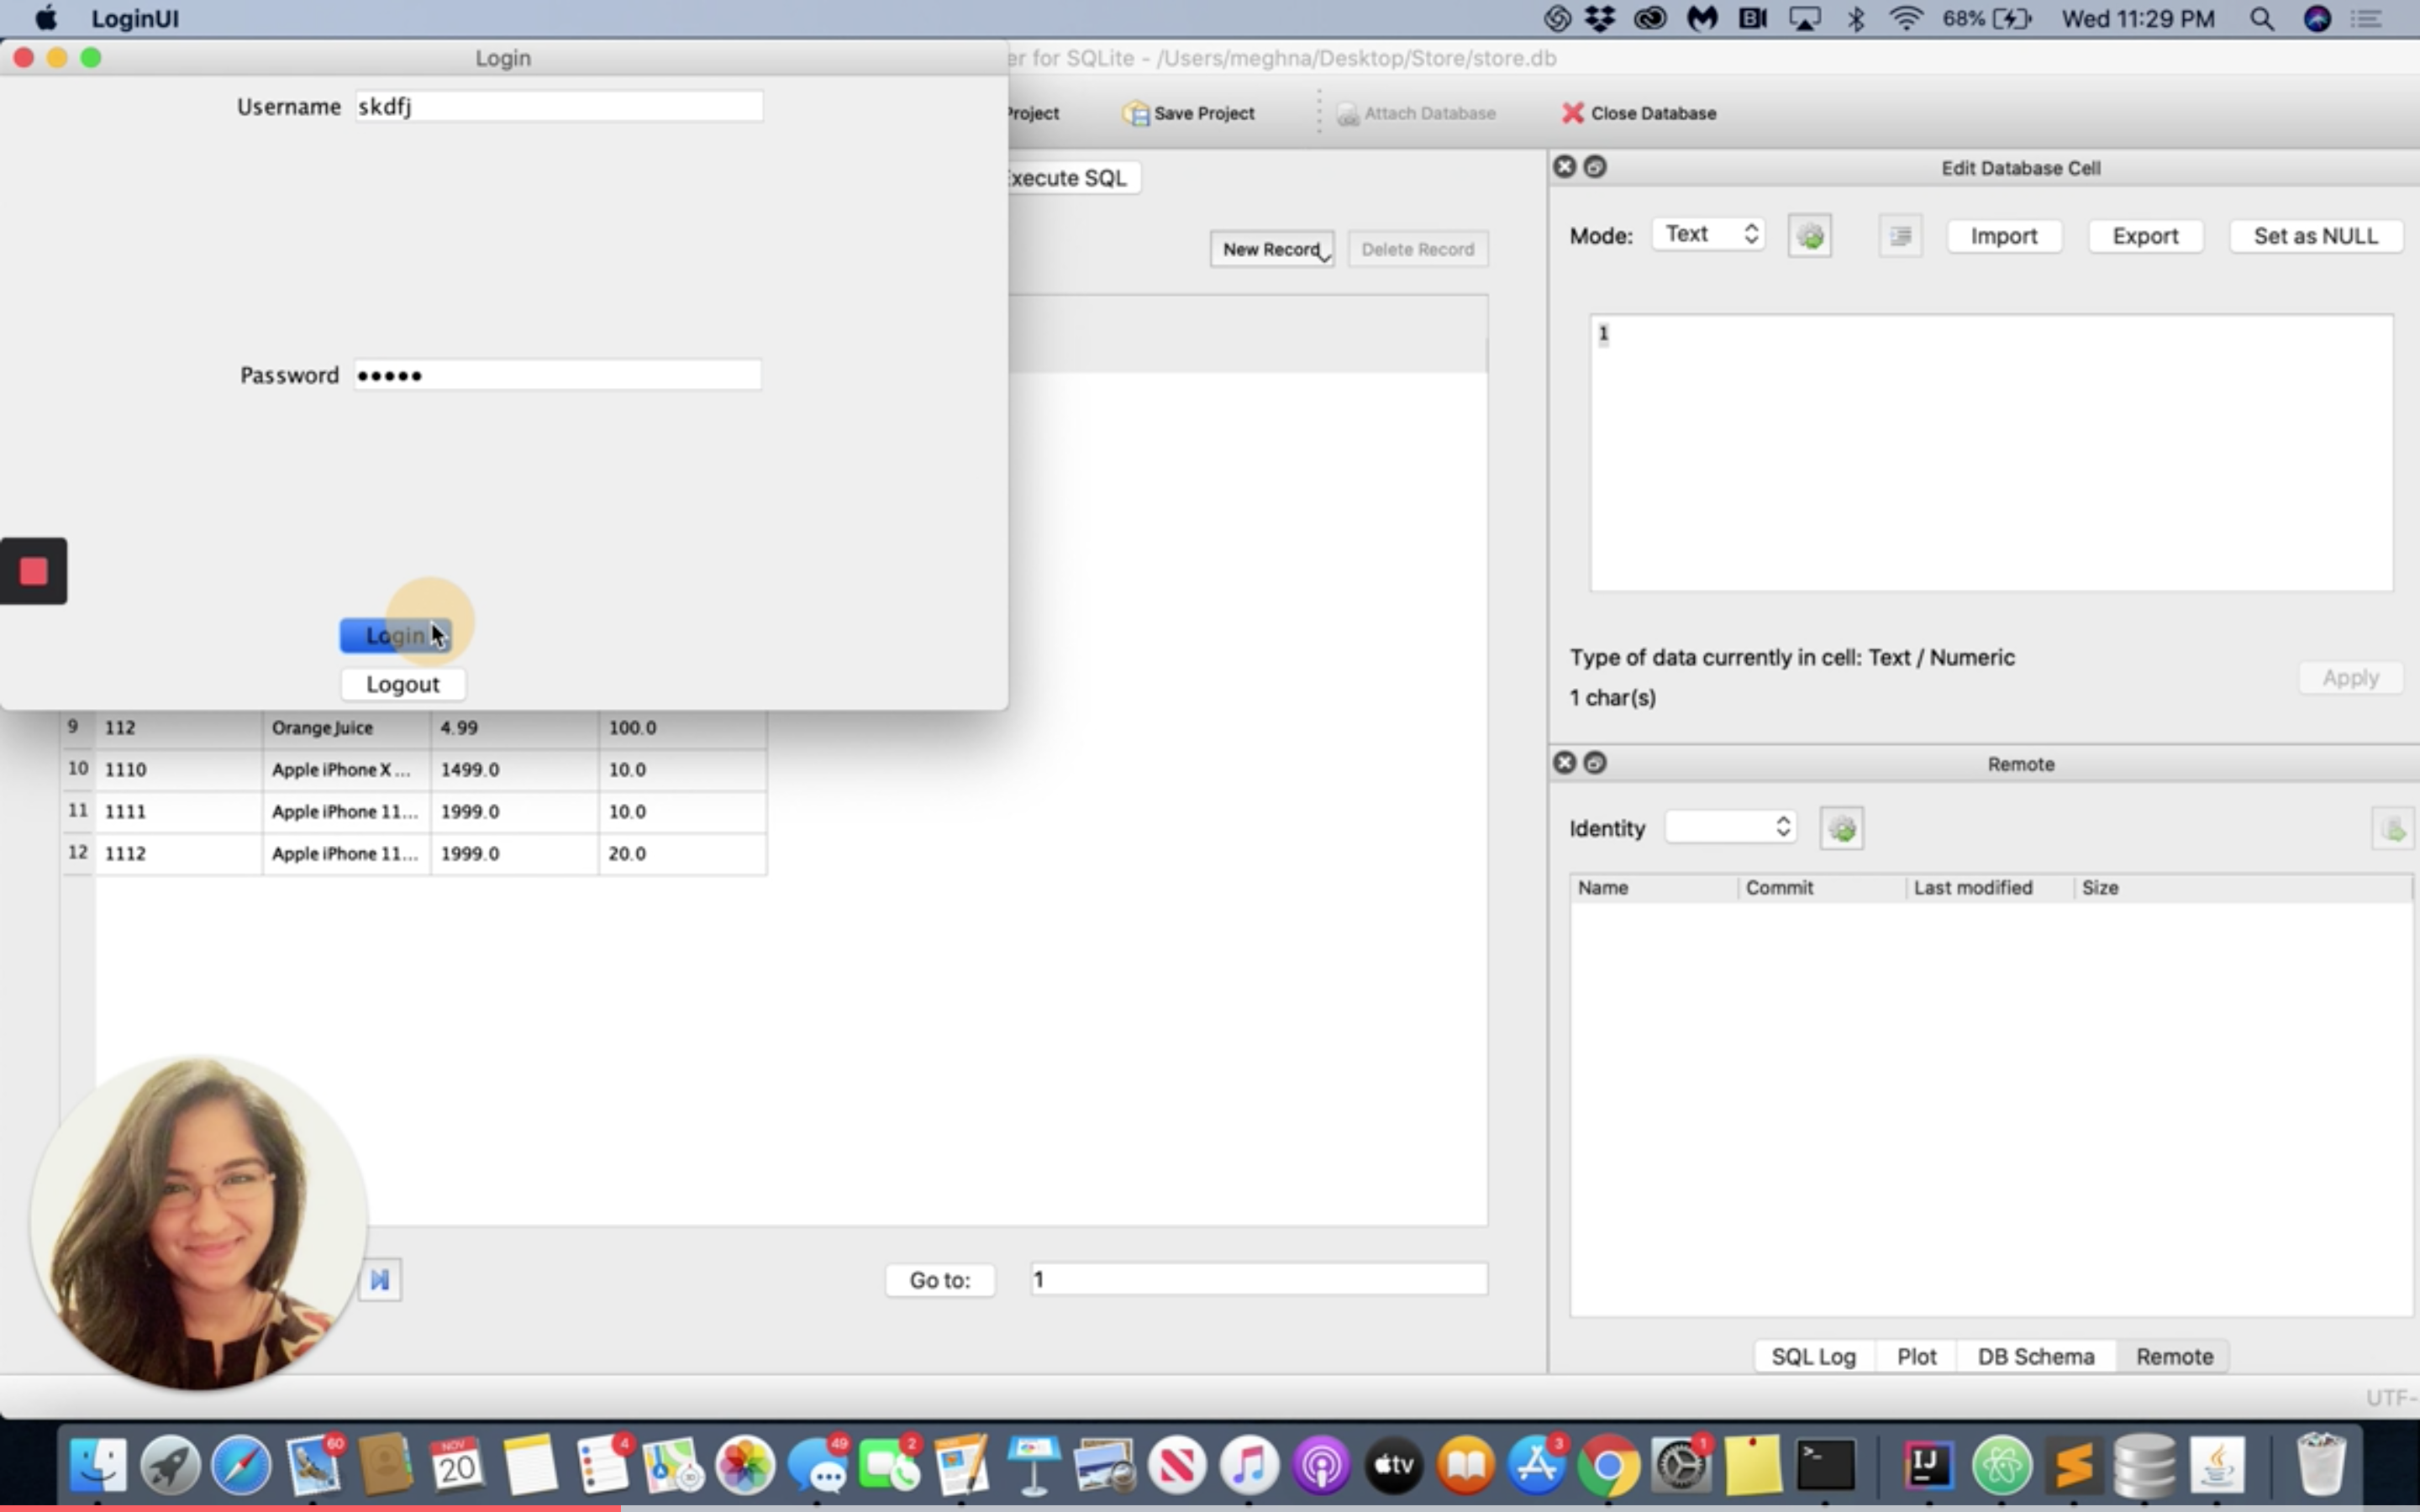 LoginUI
68%
Wed 11:29 PM
Login
er for SQLite - /Users/meghna/Desktop/Store/store.db
Username skdfj
Project
Save Project
Attach Database
Close Database
Execute SQL
Edit Database Cell
New Record
Delete Record
Mode: Text
Import
Export
Set as NULL
1
Password •••••
Login
Logout
Type of data currently in cell: Text / Numeric
1 char(s)
Apply
9 112 Orange Juice 4.99 100.0
10 1110 Apple iPhone X ... 1499.0 10.0
11 1111 Apple iPhone 11... 1999.0 10.0
12 1112 Apple iPhone 11... 1999.0 20.0
Remote
Identity
Name Commit Last modified Size
Go to: 1
SQL Log Plot DB Schema Remote
UTF-
60
NOV
20
4
49
2
tv
3
1
>_
IJ